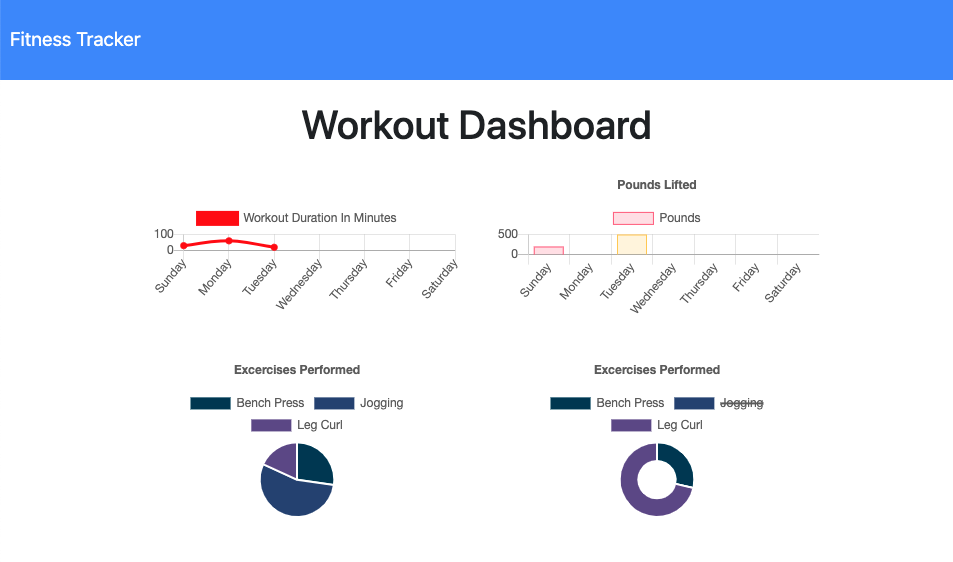 Fitness Tracker
Workout Dashboard
Workout Duration In Minutes
100
0
Sunday
Monday
Tuesday
Wednesday
Thursday
Friday
Saturday
Pounds Lifted
Pounds
500
0
Sunday
Monday
Tuesday
Wednesday
Thursday
Friday
Saturday
Excercises Performed
Bench Press Jogging
Leg Curl
Excercises Performed
Bench Press Jogging
Leg Curl